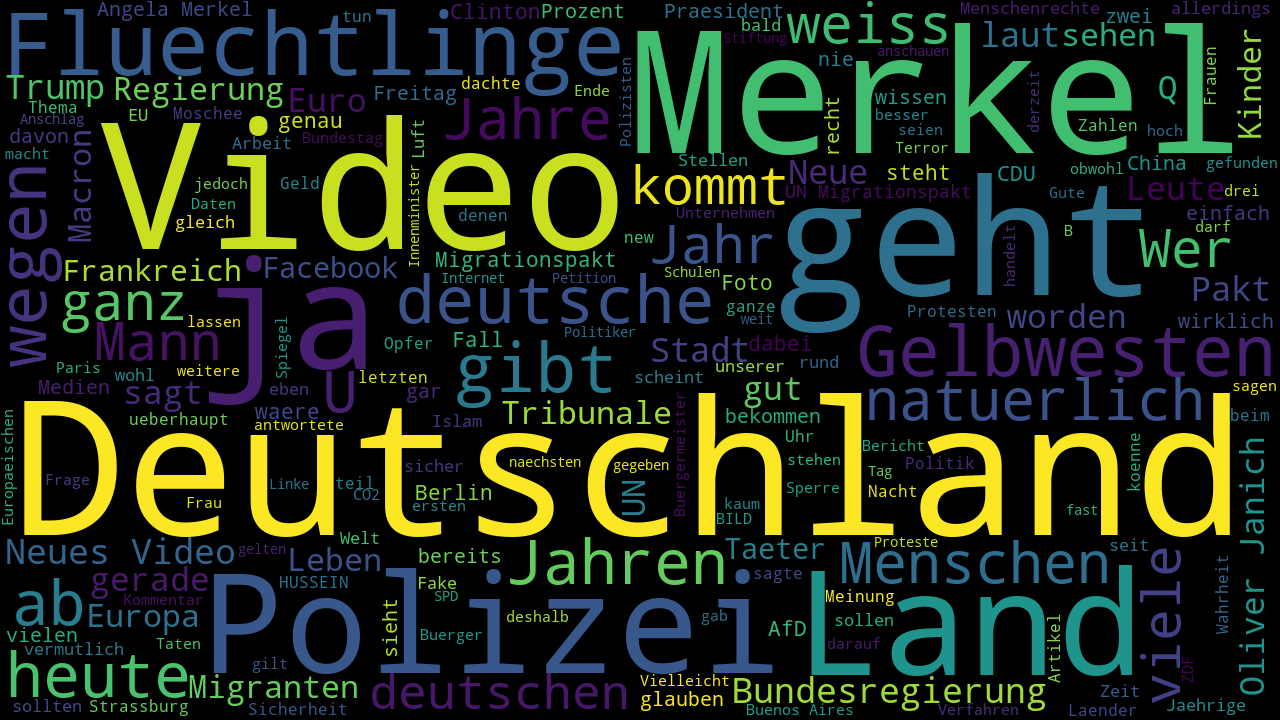 Angela Merkel
tun
Clinton
Prozent
Praesident
bald
Stiftung
weiss
Menschenrechte
zwei
allerdings
Fluechtlinge
Merkel
laut
sehen
anschauen
nie
Kinder
Frauen
Trump
Regierung
Euro
Freitag
dachte
Ende
Polizisten
Jahre
wissen
Q
derzeit
Thema
EU
Moschee
genau
Anschlag
davon
Arbeit
Bundestag
Luft
recht
besser
seien
Zahlen
hoch
Terror
macht
Macron
Video
Stellen
Neue
steht
CDU
obwohl
China
gefunden
jedoch
Geld
Innenminister
kommt
UN Migrationspakt
Gute
Leute
drei
Daten
gleich
denen
Unternehmen
geht
einfach
wegen
new
Jahr
B
Wer
darf
handelt
Frankreich
Facebook
Migrationspakt
Internet
Petition
Schulen
Foto
Pakt
ganz
ja
deutsche
ganze
weit
Protesten
worden
wirklich
Mann
lassen
Spiegel
Opfer
Fall
Politiker
Stadt
dabei
rund
Gelbwesten
Paris
wohl
weitere
letzten
gibt
scheint
unserer
Medien
sagt
eben
U
gar
gut
natuerlich
sagen
ueberhaupt
waere
antwortete
Islam
Tribunale
Buergermeister
bekommen
beim
Europaeischen
Deutschland
Uhr
Bericht
koenne
Oliver Janich
sicher
naechsten
gegeben
stehen
Tag
Politik
Frage
Linke
teil
CO2
Berlin
UN
Sperre
Nacht
Frau
ersten
kaum
BILD
fast
Neues Video
gelten
Welt
Leben
bereits
Jahren
Taeter
Proteste
Menschen
seit
viele
gerade
HUSSEIN
Fake
sagte
Wahrheit
Kommentar
SPD
Meinung
ab
Europa
Polizei
sieht
deshalb
gab
AfD
sollen
Land
vielen
Taten
Buerger
darauf
Artikel
vermutlich
gilt
heute
Migranten
deutschen
Vielleicht
glauben
Bundesregierung
ZDF
Zeit
sollten
Strassburg
Sicherheit
Buenos Aires
Verfahren
Laender
Jaehrige